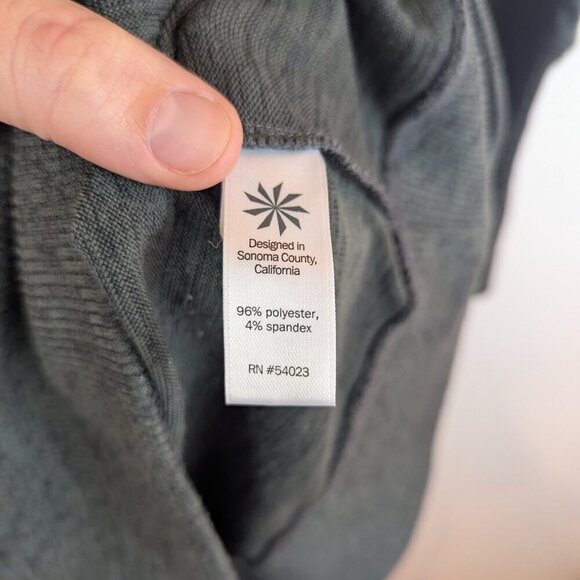 Designed in
Sonoma County,
California
96% polyester,
4% spandex
RN #54023